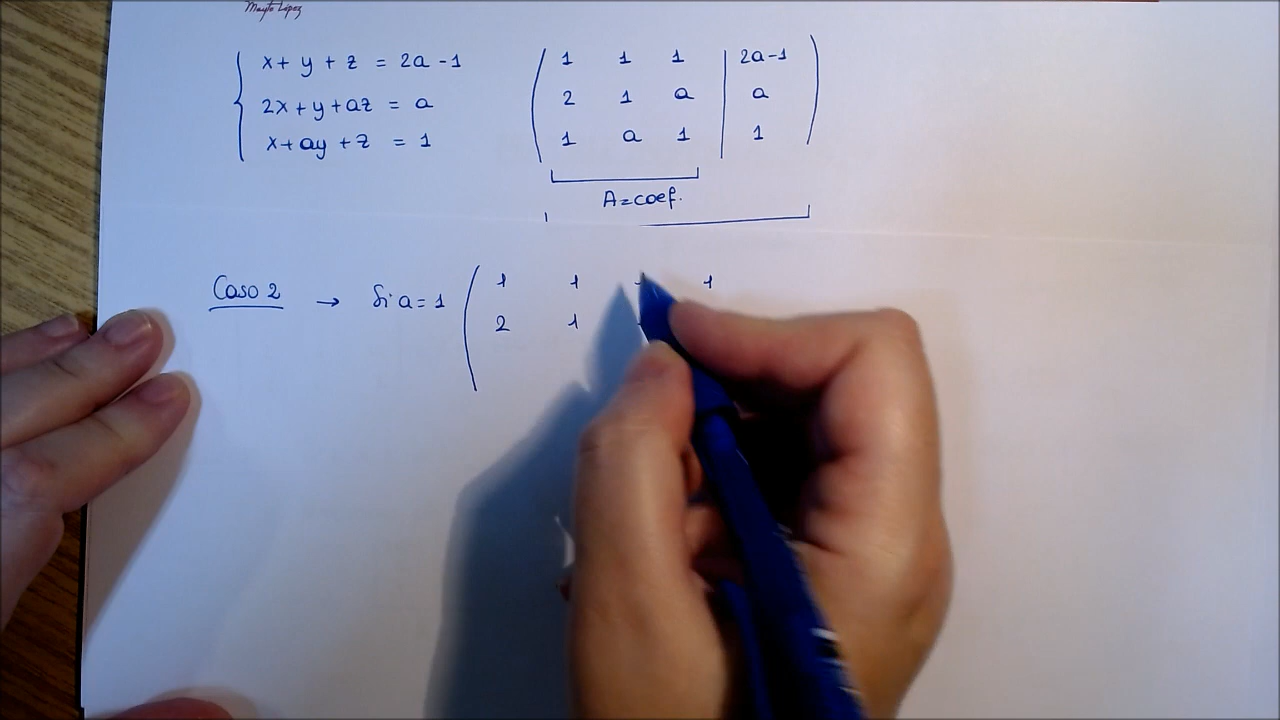 Mayte López
x + y + z = 2a - 1
2x + y + az = a
x + ay + z = 1
1 1 1 | 2a-1
2 1 a | a
1 a 1 | 1
A = coef.
Caso 2 → Si a = 1
1 1 1
2 1